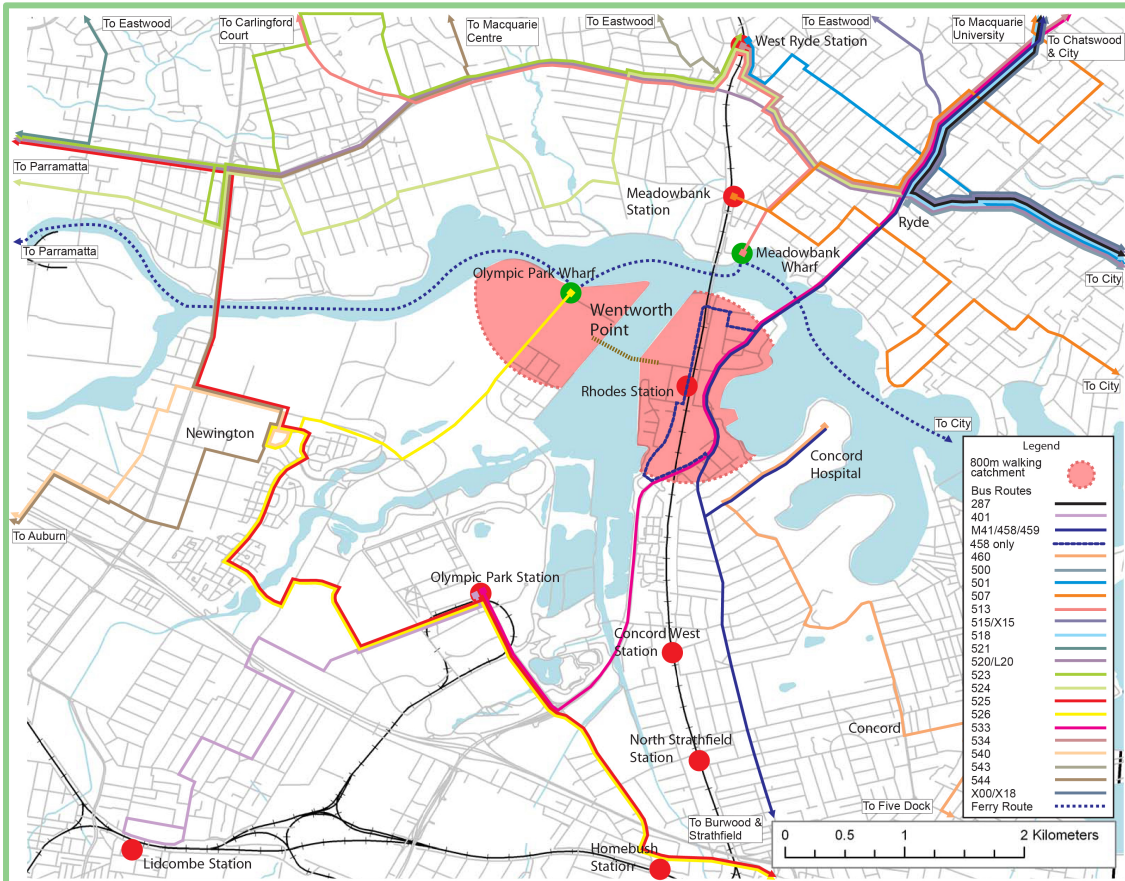 To Eastwood
To Carlingford
Court
To Macquarie
Centre
To Eastwood
To Eastwood
To Macquarie
University
To Chatswood
& City
West Ryde Station
To Parramatta
Meadowbank
Station
Ryde
To Parramatta
Meadowbank
Wharf
Olympic Park Wharf
To City
Wentworth
Point
Rhodes Station
To City
To City
Newington
Concord
Hospital
To Auburn
Olympic Park Station
Concord West
Station
Concord
North Strathfield
Station
To Five Dock
To Burwood &
Strathfield
Homebush
Station
Lidcombe Station
Legend
800m walking
catchment
Bus Routes
287
401
M41/458/459
458 only
460
500
501
507
513
515/X15
518
521
520/L20
523
524
525
526
533
534
540
543
544
X00/X18
Ferry Route
0 0.5 1 2 Kilometers